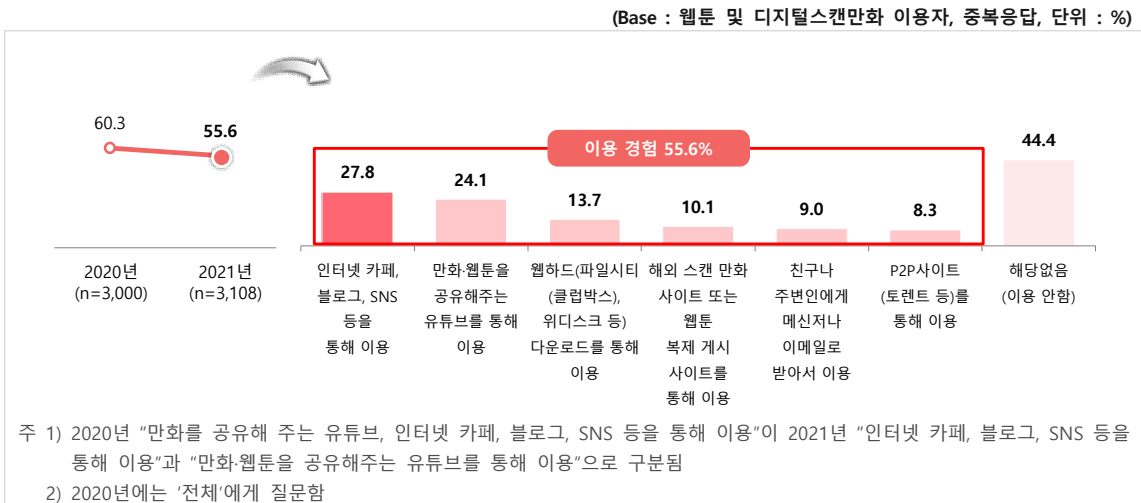 (Base : 웹툰 및 디지털스캔만화 이용자, 중복응답, 단위 : %)
60.3
55.6
2020년
(n=3,000)
2021년
(n=3,108)
이용 경험 55.6%
27.8
24.1
13.7
10.1
9.0
8.3
44.4
인터넷 카페,
블로그, SNS
등을
통해 이용
만화·웹툰을
공유해주는
유튜브를 통해
이용
웹하드(파일시티
(클럽박스),
위디스크 등)
다운로드를 통해
이용
해외 스캔 만화
사이트 또는
웹툰
복제 게시
사이트를
통해 이용
친구나
주변인에게
메신저나
이메일로
받아서 이용
P2P사이트
(토렌트 등)를
통해 이용
해당없음
(이용 안함)
주 1) 2020년 “만화를 공유해 주는 유튜브, 인터넷 카페, 블로그, SNS 등을 통해 이용”이 2021년 “인터넷 카페, 블로그, SNS 등을
통해 이용”과 “만화·웹툰을 공유해주는 유튜브를 통해 이용”으로 구분됨
2) 2020년에는 ‘전체’에게 질문함